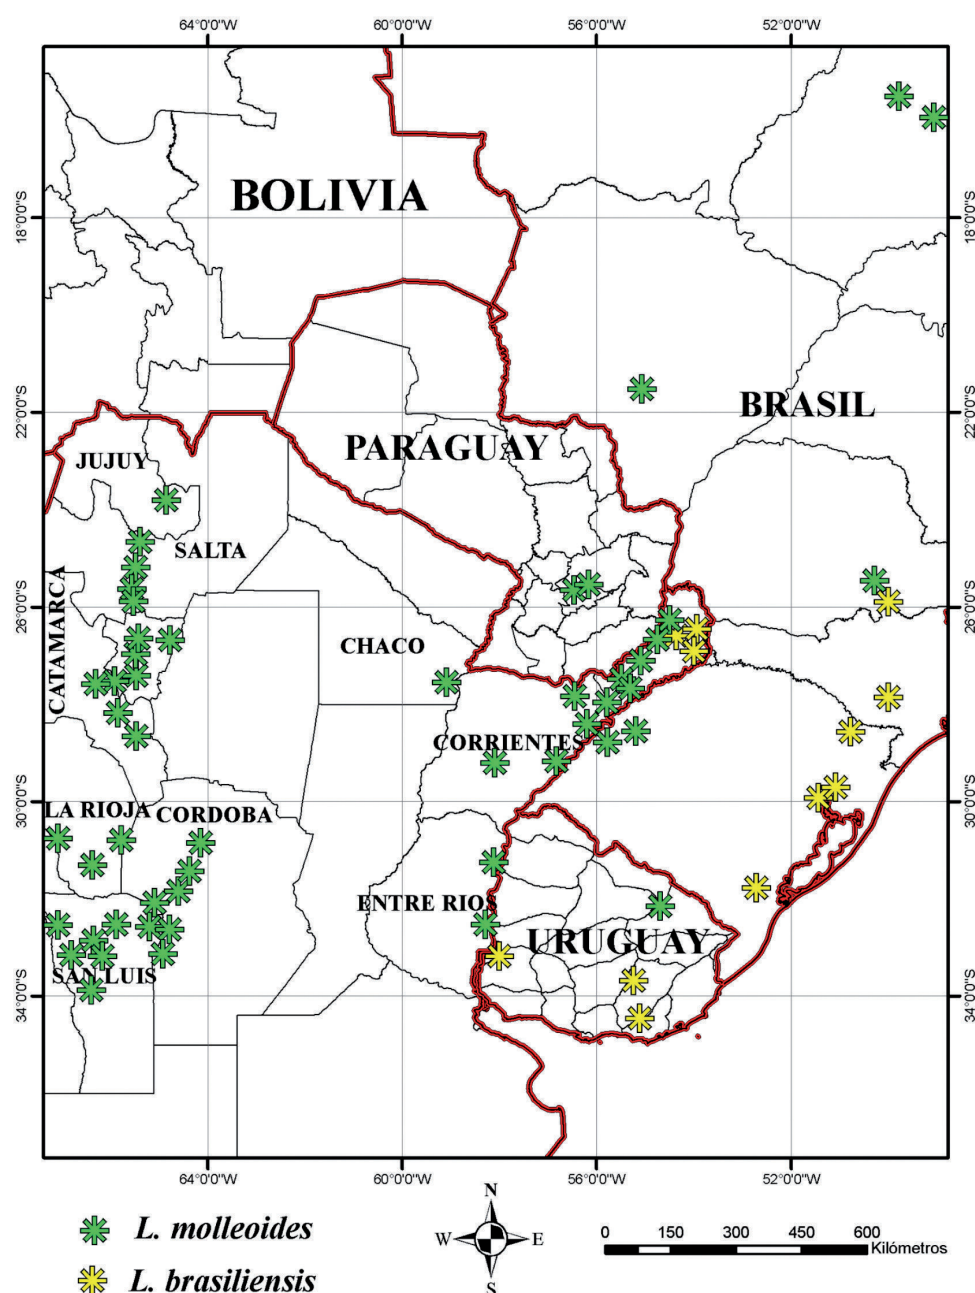 64°0'0"W 60°0'0"W 56°0'0"W 52°0'0"W
BOLIVIA
18°0'0"S 18°0'0"S
BRASIL
22°0'0"S 22°0'0"S
PARAGUAY
JUJUY
SALTA
CATAMARCA
26°0'0"S 26°0'0"S
CHACO
CORRIENTES
30°0'0"S 30°0'0"S
LA RIOJA CORDOBA
ENTRE RIOS
URUGUAY
SAN LUIS
34°0'0"S 34°0'0"S
64°0'0"W 60°0'0"W 56°0'0"W 52°0'0"W
L. molleoides
L. brasiliensis
N
W E
S
0 150 300 450 600
Kilómetros